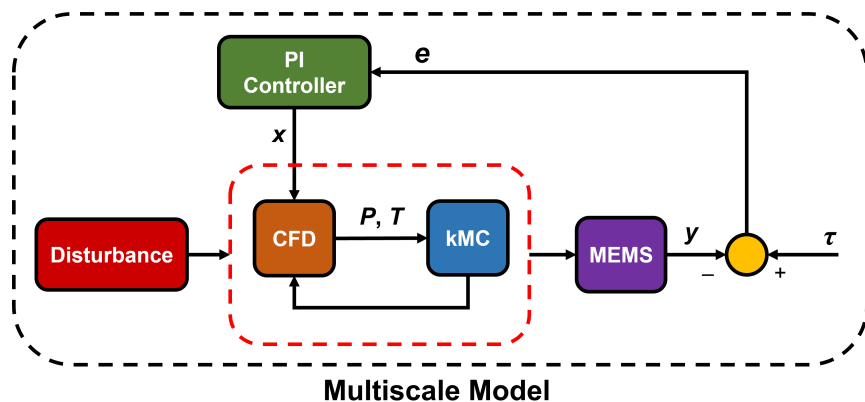 PI
Controller
e
x
CFD
P, T
kMC
Disturbance
MEMS
y
τ
–
+
Multiscale Model